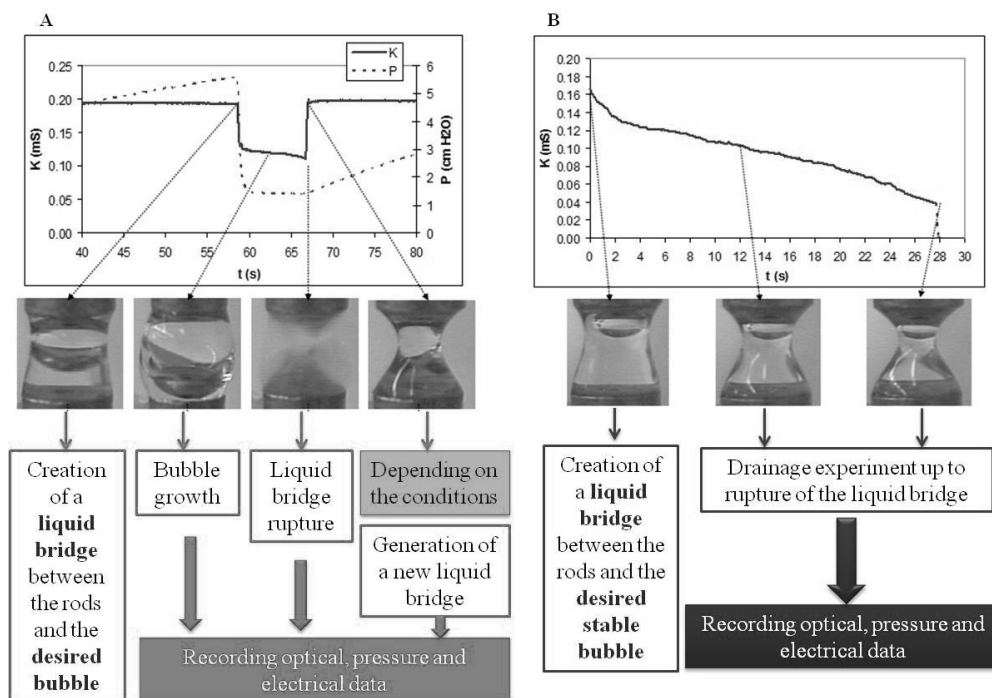 A
K
P
0.25
0.20
0.15
0.10
0.05
0.00
K (mS)
6
5
4
3
2
1
0
P (cm H2O)
40 45 50 55 60 65 70 75 80
t (s)
Creation
of a
liquid
bridge
between
the rods
and the
desired
bubble
Bubble
growth
Liquid
bridge
rupture
Depending on
the conditions
Generation of
a new liquid
bridge
Recording optical, pressure and
electrical data
B
0.20
0.18
0.16
0.14
0.12
0.10
0.08
0.06
0.04
0.02
0.00
K (mS)
0 2 4 6 8 10 12 14 16 18 20 22 24 26 28 30
t (s)
Creation of
a liquid
bridge
between the
rods and the
desired
stable
bubble
Drainage experiment up to
rupture of the liquid bridge
Recording optical, pressure and
electrical data